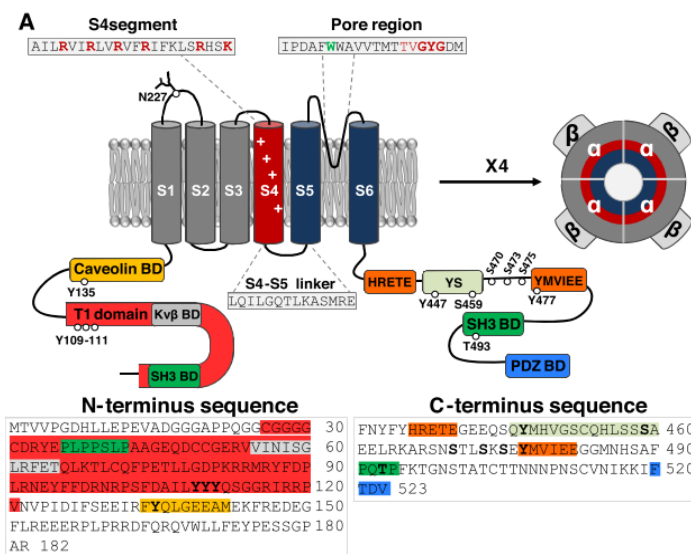 A
S4segment
Pore region
AILRVIRLVRVFRIFKLSRHSK
IPDAFWWAVVTMTTVGYGDM
N227
β β
α α
X4
S1 S2 S3 S4 S5 S6
+
+
+
+
α α
β β
Caveolin BD
Y135
S4-S5 linker
LQILGQTLKASMRE
HRETE
YS
S470
S473
S475
YMVIEE
Y447
S459
Y477
T1 domain
Kvβ BD
Y109-111
SH3 BD
T493
SH3 BD
PDZ BD
N-terminus sequence
MTVVPGDHLLEPEVADGGGAPPQGGCGGGG 30
CDRYEPLPPSLPAAGEQDCCGERVVINISG 60
LRFETQLKTLCQFPETLLGDPKRRMRYFDP 90
LRNEYFFDRNRPSFDAILYYYQSGGRIRRP 120
VNVPIDIFSEEIRFYQLGEEAMEKFREDEG 150
FLREEERPLPRRDFQRQVWLLFEYPESSGP 180
AR 182
C-terminus sequence
FNYFYHRETEGEEQSQYMHVGSCQHLSSSA 460
EELRKARSNSTLSKSEYMVIEEGGMNHSAF 490
PQTPFKTGNSTATCTTNNNPNSCVNIKKIF 520
TDV 523